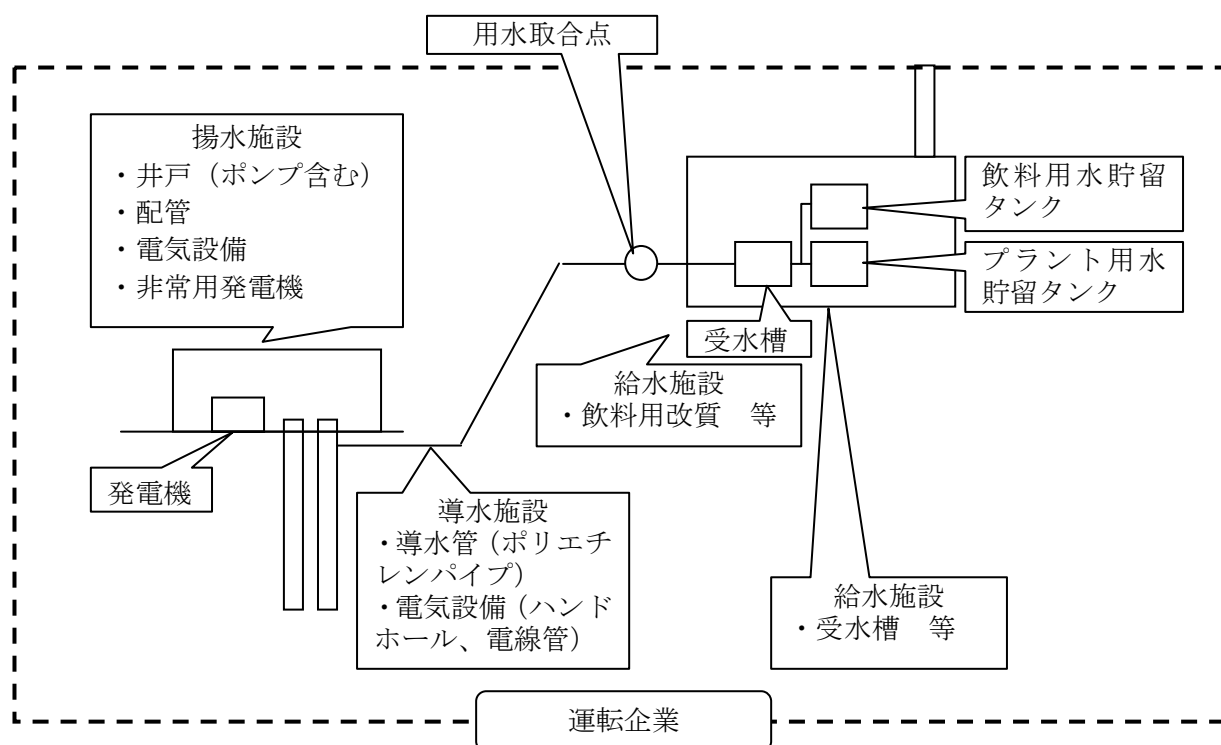 用水取合点
揚水施設
・井戸（ポンプ含む）
・配管
・電気設備
・非常用発電機
飲料用水貯留
タンク
プラント用水
貯留タンク
受水槽
給水施設
・飲料用改質　等
発電機
導水施設
・導水管（ポリエチ
レンパイプ）
・電気設備（ハンド
ホール、電線管）
給水施設
・受水槽　等
運転企業